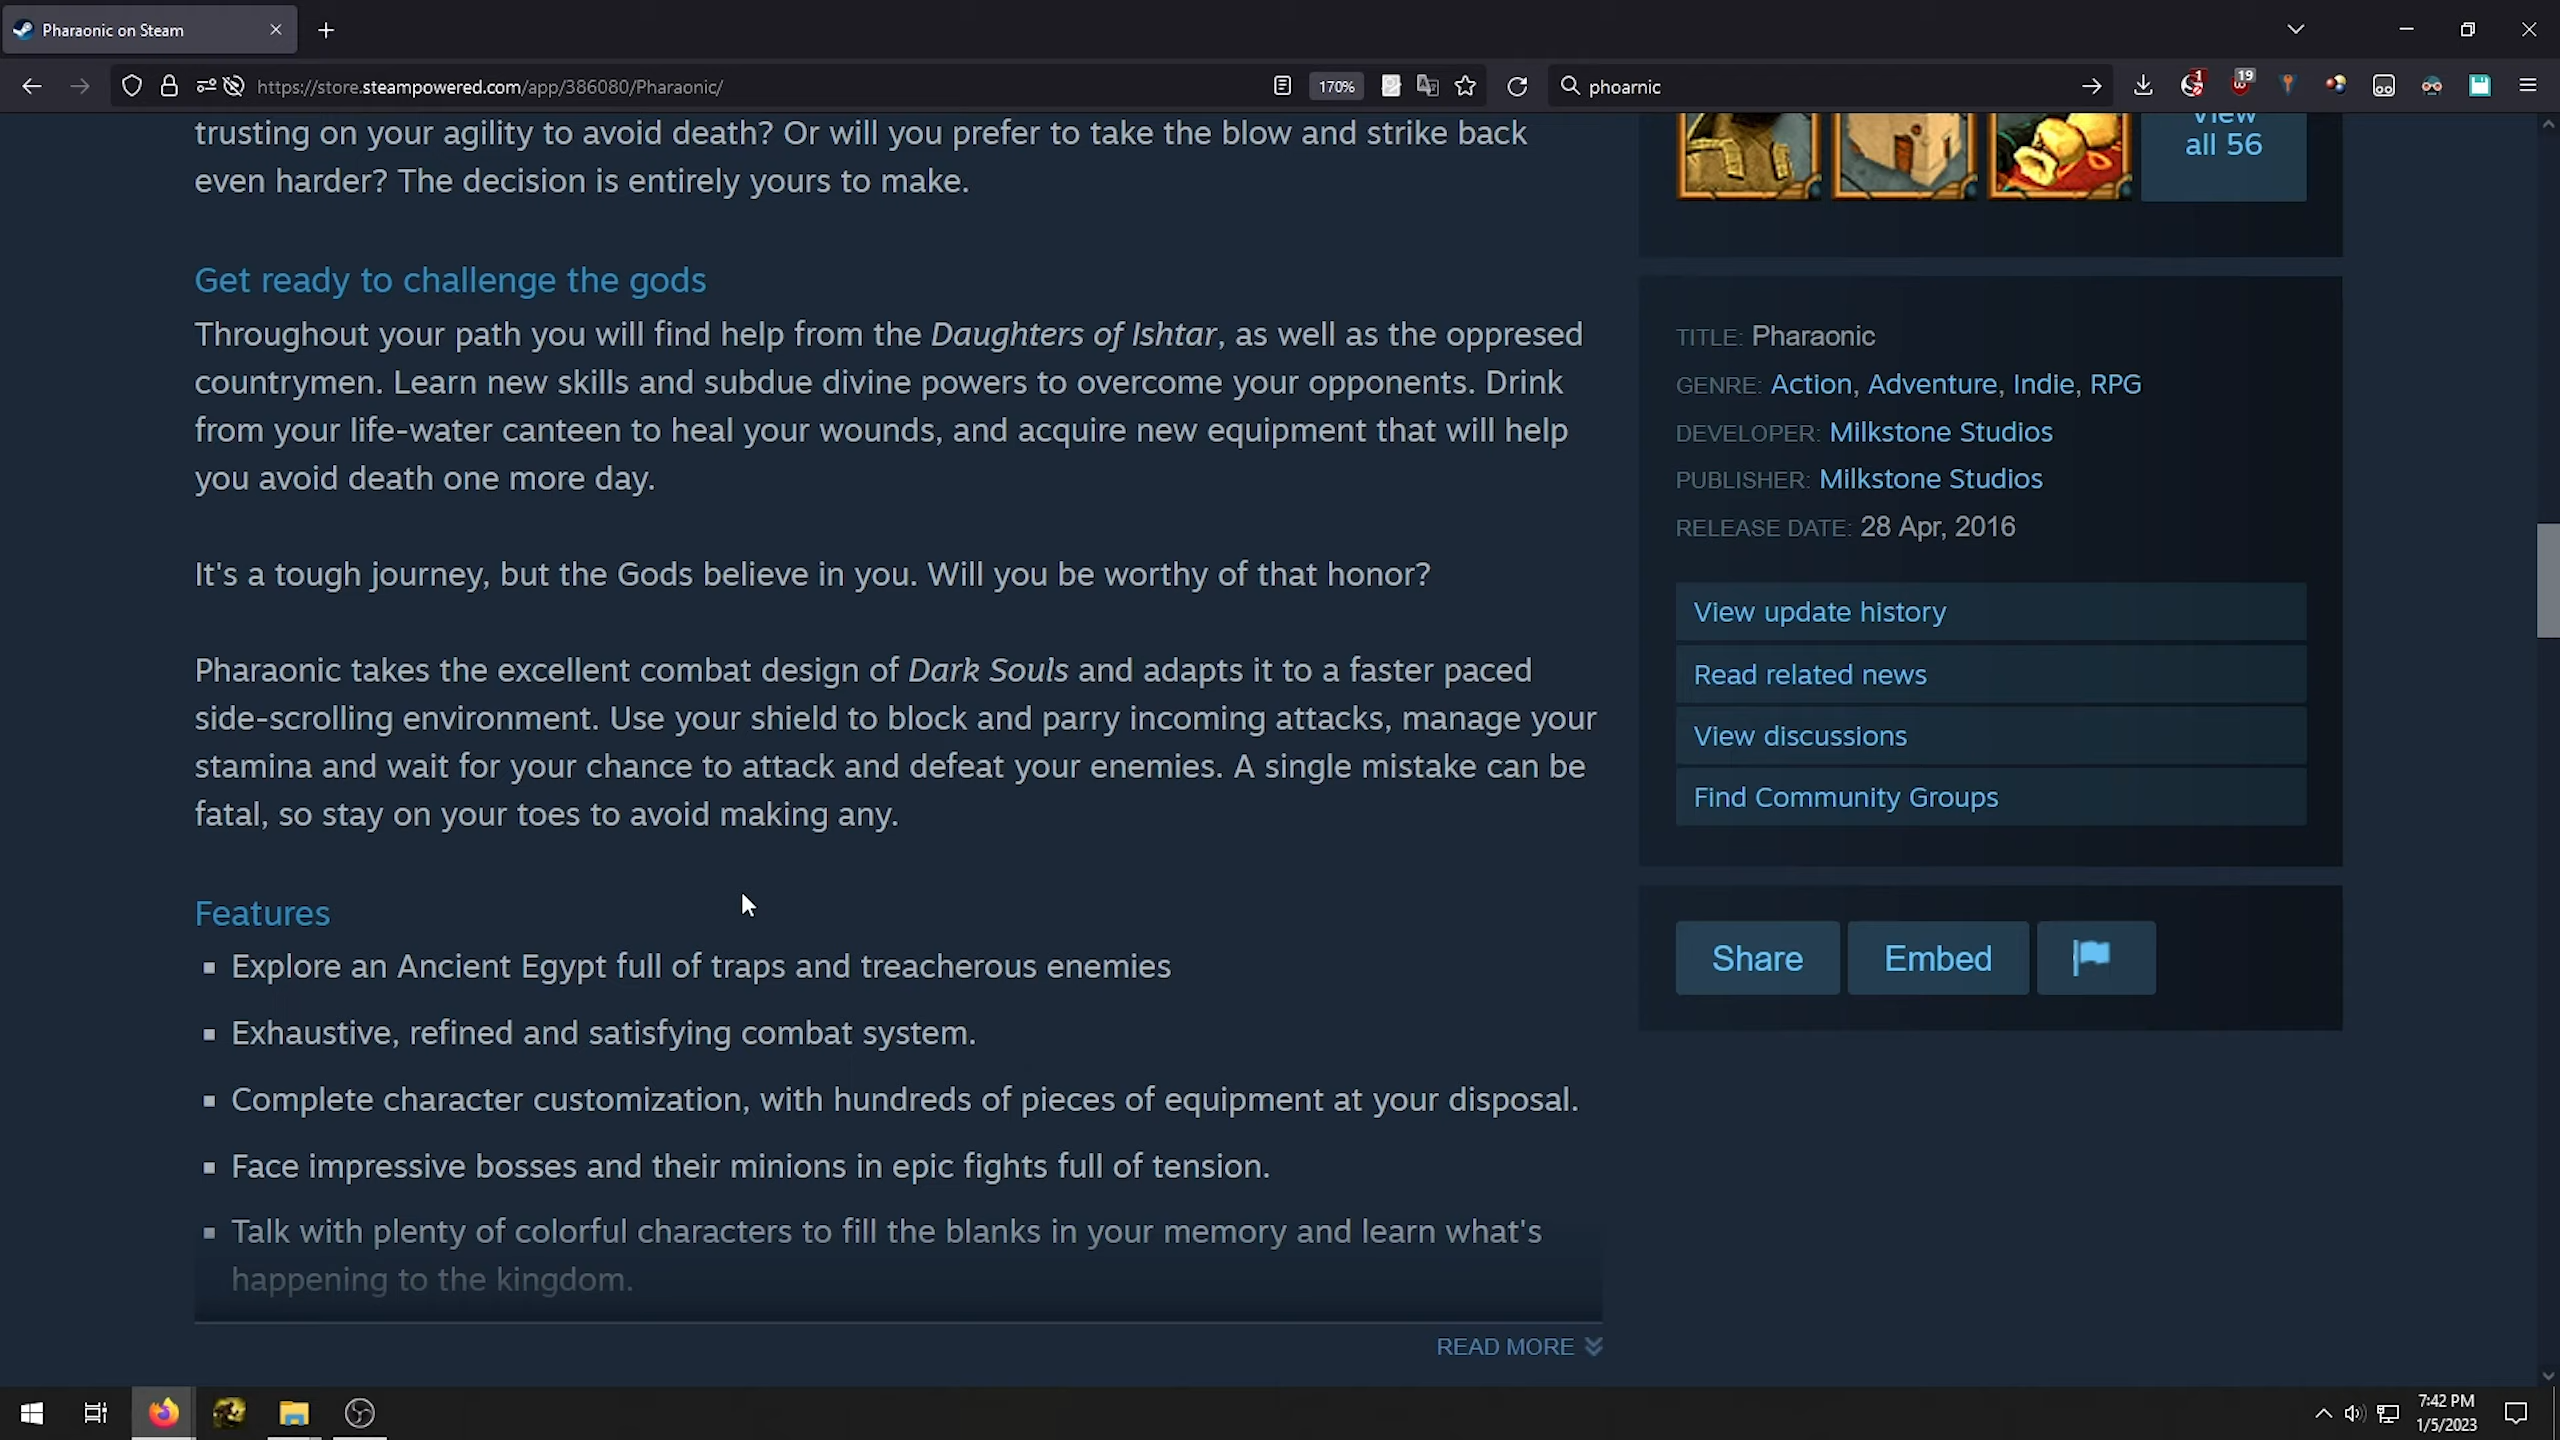 Pharaonic on Steam
https://store.steampowered.com/app/386080/Pharaonic/
170%
phoarnic
1
19
trusting on your agility to avoid death? Or will you prefer to take the blow and strike back
even harder? The decision is entirely yours to make.
Get ready to challenge the gods
Throughout your path you will find help from the Daughters of Ishtar, as well as the oppresed
countrymen. Learn new skills and subdue divine powers to overcome your opponents. Drink
from your life-water canteen to heal your wounds, and acquire new equipment that will help
you avoid death one more day.
It's a tough journey, but the Gods believe in you. Will you be worthy of that honor?
Pharaonic takes the excellent combat design of Dark Souls and adapts it to a faster paced
side-scrolling environment. Use your shield to block and parry incoming attacks, manage your
stamina and wait for your chance to attack and defeat your enemies. A single mistake can be
fatal, so stay on your toes to avoid making any.
Features
Explore an Ancient Egypt full of traps and treacherous enemies
Exhaustive, refined and satisfying combat system.
Complete character customization, with hundreds of pieces of equipment at your disposal.
Face impressive bosses and their minions in epic fights full of tension.
Talk with plenty of colorful characters to fill the blanks in your memory and learn what's
happening to the kingdom.
READ MORE
View
all 56
TITLE: Pharaonic
GENRE: Action, Adventure, Indie, RPG
DEVELOPER: Milkstone Studios
PUBLISHER: Milkstone Studios
RELEASE DATE: 28 Apr, 2016
View update history
Read related news
View discussions
Find Community Groups
Share
Embed
7:42 PM
1/5/2023